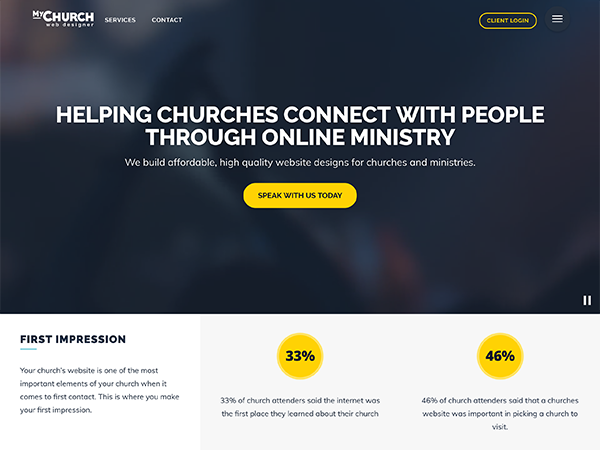 MYCHURCH
web designer
SERVICES
CONTACT
CLIENT LOGIN
HELPING CHURCHES CONNECT WITH PEOPLE
THROUGH ONLINE MINISTRY
We build affordable, high quality website designs for churches and ministries.
SPEAK WITH US TODAY
FIRST IMPRESSION
Your church's website is one of the most
important elements of your church when it
comes to first contact. This is where you make
your first impression.
33%
33% of church attenders said the internet was
the first place they learned about their church
46%
46% of church attenders said that a churches
website was important in picking a church to
visit.